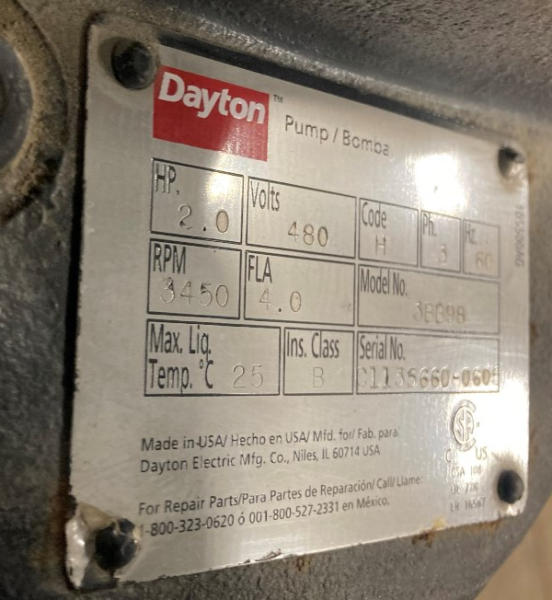 Dayton™
Pump / Bomba
HP. 2.0 Volts 480 Code H Ph. 3 Hz. 60
RPM 3450 FLA 4.0 Model No.
Max. Liq. Temp. °C 25 Ins. Class B Serial No.
Made in USA/ Hecho en USA/ Mfd. for/ Fab. para
Dayton Electric Mfg. Co., Niles, IL 60714 USA
C US
For Repair Parts/Para Partes de Reparación/ Call/ Llame:
1-800-323-0620 ó 001-800-527-2331 en México.